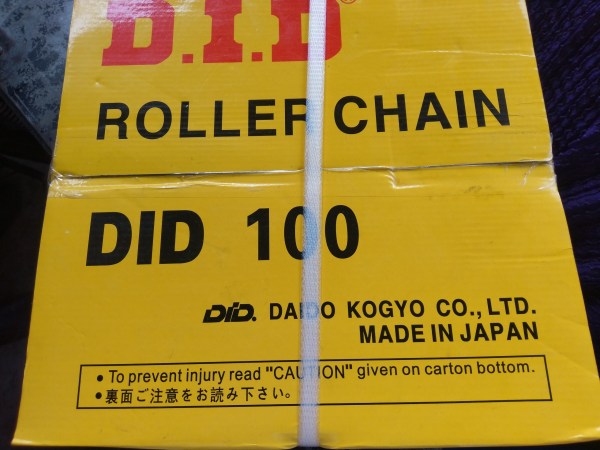 D.I.D®
ROLLER CHAIN
DID 100
DID. DAIDO KOGYO CO., LTD.
MADE IN JAPAN
• To prevent injury read "CAUTION" given on carton bottom.
• 裏面ご注意をお読み下さい。